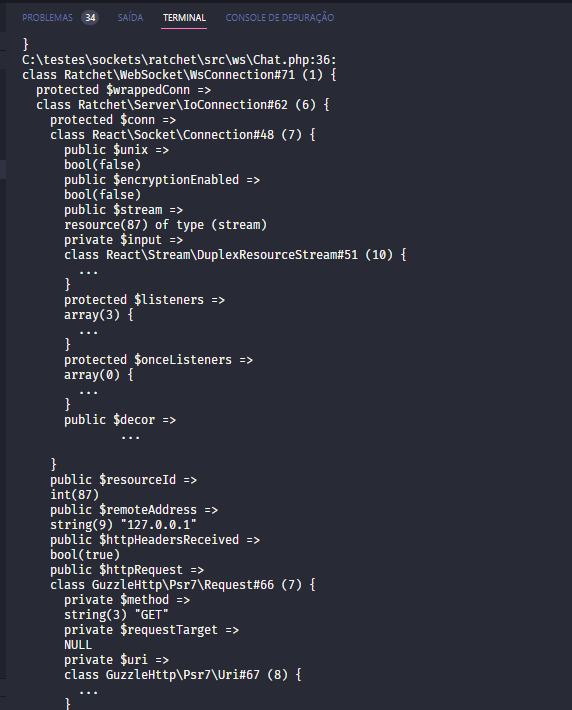 PROBLEMAS 34 SAÍDA TERMINAL CONSOLE DE DEPURAÇÃO
}
C:\testes\sockets\ratchet\src\ws\Chat.php:36:
class Ratchet\WebSocket\WsConnection#71 (1) {
  protected $wrappedConn =>
  class Ratchet\Server\IoConnection#62 (6) {
    protected $conn =>
    class React\Socket\Connection#48 (7) {
      public $unix =>
      bool(false)
      public $encryptionEnabled =>
      bool(false)
      public $stream =>
      resource(87) of type (stream)
      private $input =>
      class React\Stream\DuplexResourceStream#51 (10) {
        ...
      }
      protected $listeners =>
      array(3) {
        ...
      }
      protected $onceListeners =>
      array(0) {
        ...
      }
      public $decor =>
              ...
    }
    public $resourceId =>
    int(87)
    public $remoteAddress =>
    string(9) "127.0.0.1"
    public $httpHeadersReceived =>
    bool(true)
    public $httpRequest =>
    class GuzzleHttp\Psr7\Request#66 (7) {
      private $method =>
      string(3) "GET"
      private $requestTarget =>
      NULL
      private $uri =>
      class GuzzleHttp\Psr7\Uri#67 (8) {
        ...
      }